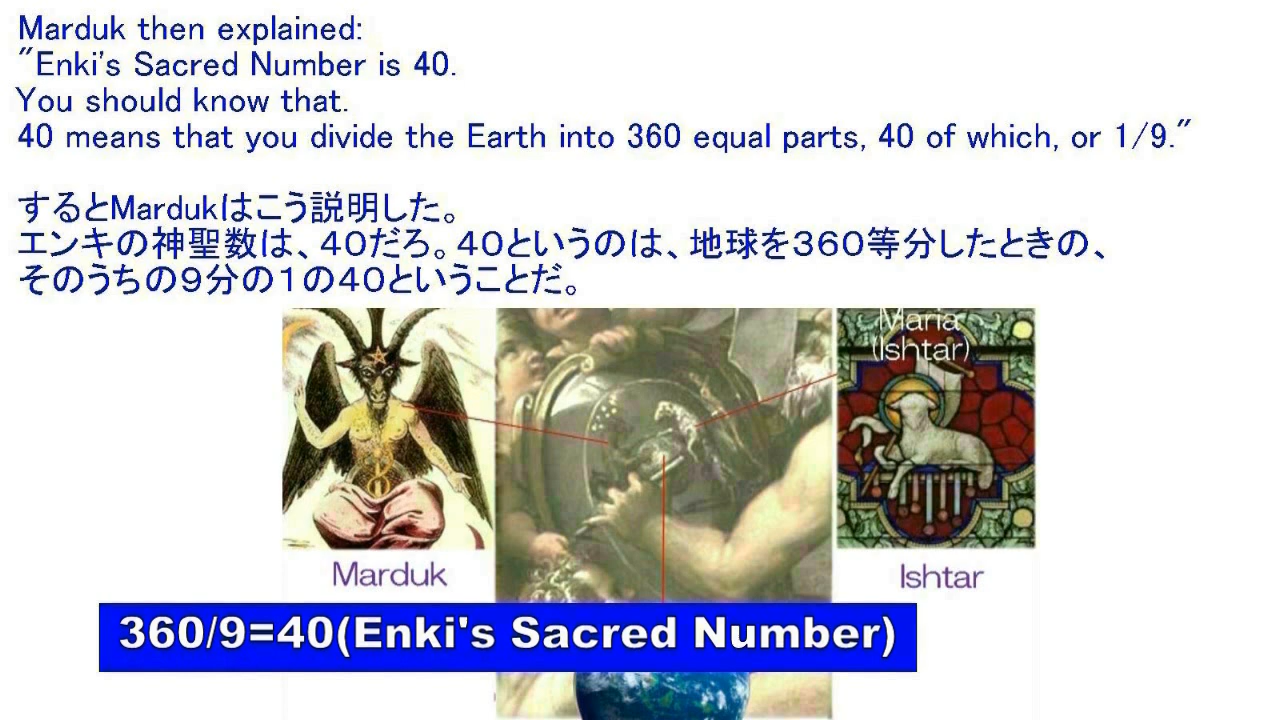 Marduk then explained:
"Enki's Sacred Number is 40.
You should know that.
40 means that you divide the Earth into 360 equal parts, 40 of which, or 1/9."
するとMardukはこう説明した。
エンキの神聖数は、４０だろ。４０というのは、地球を３６０等分したときの、
そのうちの９分の１の４０ということだ。
Maria
(Ishtar)
Marduk
Ishtar
360/9=40(Enki's Sacred Number)